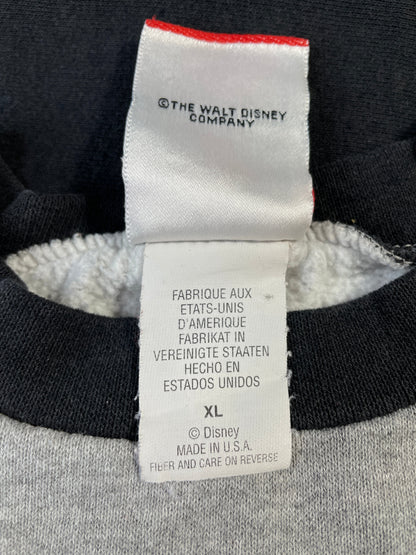 ©THE WALT DISNEY
COMPANY
FABRIQUE AUX
ETATS-UNIS
D'AMERIQUE
FABRIKAT IN
VEREINIGTE STAATEN
HECHO EN
ESTADOS UNIDOS
XL
© Disney
MADE IN U.S.A.
FIBER AND CARE ON REVERSE